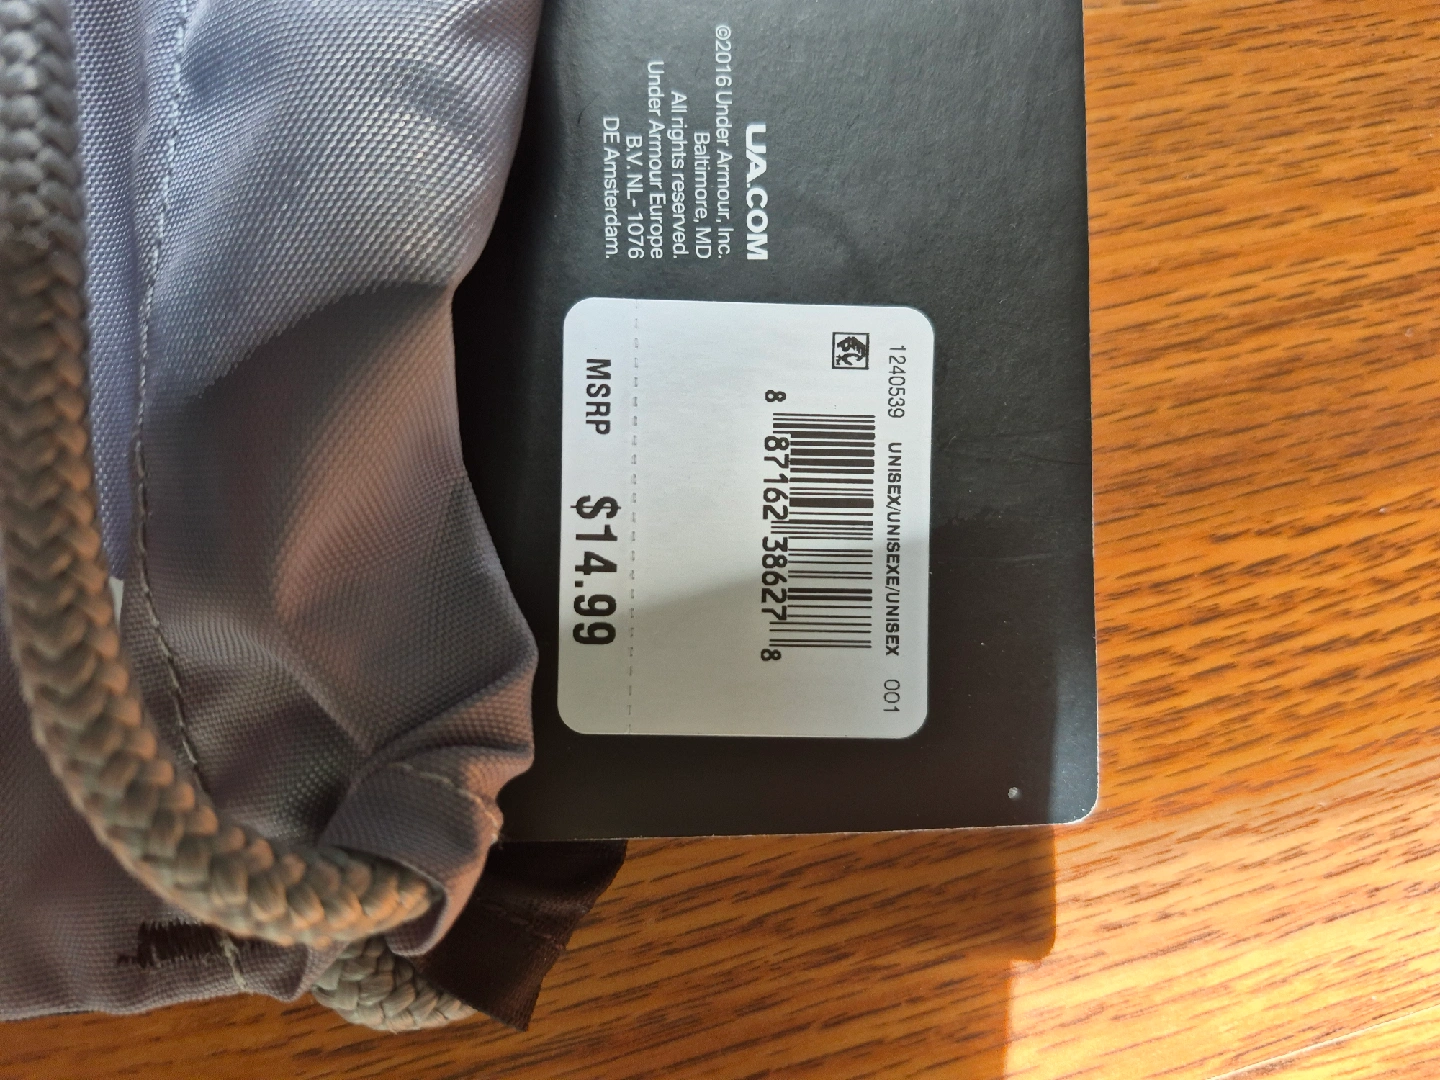 UA.COM
©2016 Under Armour, Inc.
Baltimore, MD
All rights reserved.
Under Armour Europe
B.V. NL- 1076
DE Amsterdam.
1240539 UNISEX/UNISEXE/UNISEX 001
8 87162 38627 8
MSRP $14.99